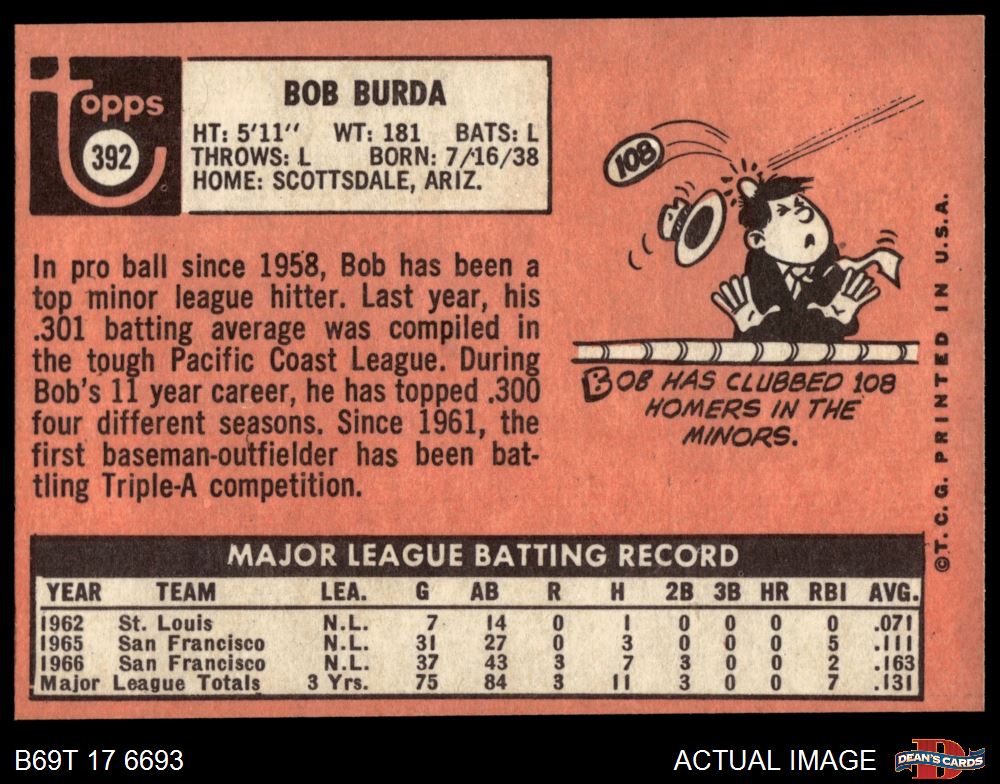 topps
392
BOB BURDA
HT: 5'11" WT: 181 BATS: L
THROWS: L BORN: 7/16/38
HOME: SCOTTSDALE, ARIZ.
In pro ball since 1958, Bob has been a
top minor league hitter. Last year, his
.301 batting average was compiled in
the tough Pacific Coast League. During
Bob's 11 year career, he has topped .300
four different seasons. Since 1961, the
first baseman-outfielder has been bat-
tling Triple-A competition.
108
BOB HAS CLUBBED 108
HOMERS IN THE
MINORS.
©T.C.G. PRINTED IN U.S.A.
MAJOR LEAGUE BATTING RECORD
YEAR TEAM LEA. G AB R H 2B 3B HR RBI AVG.
1962 St. Louis N.L. 7 14 0 1 0 0 0 0 .071
1965 San Francisco N.L. 31 27 0 3 0 0 0 5 .111
1966 San Francisco N.L. 37 43 3 7 3 0 0 2 .163
Major League Totals 3 Yrs. 75 84 3 11 3 0 0 7 .131
B69T 17 6693
ACTUAL IMAGE
D
DEAN'S CARDS